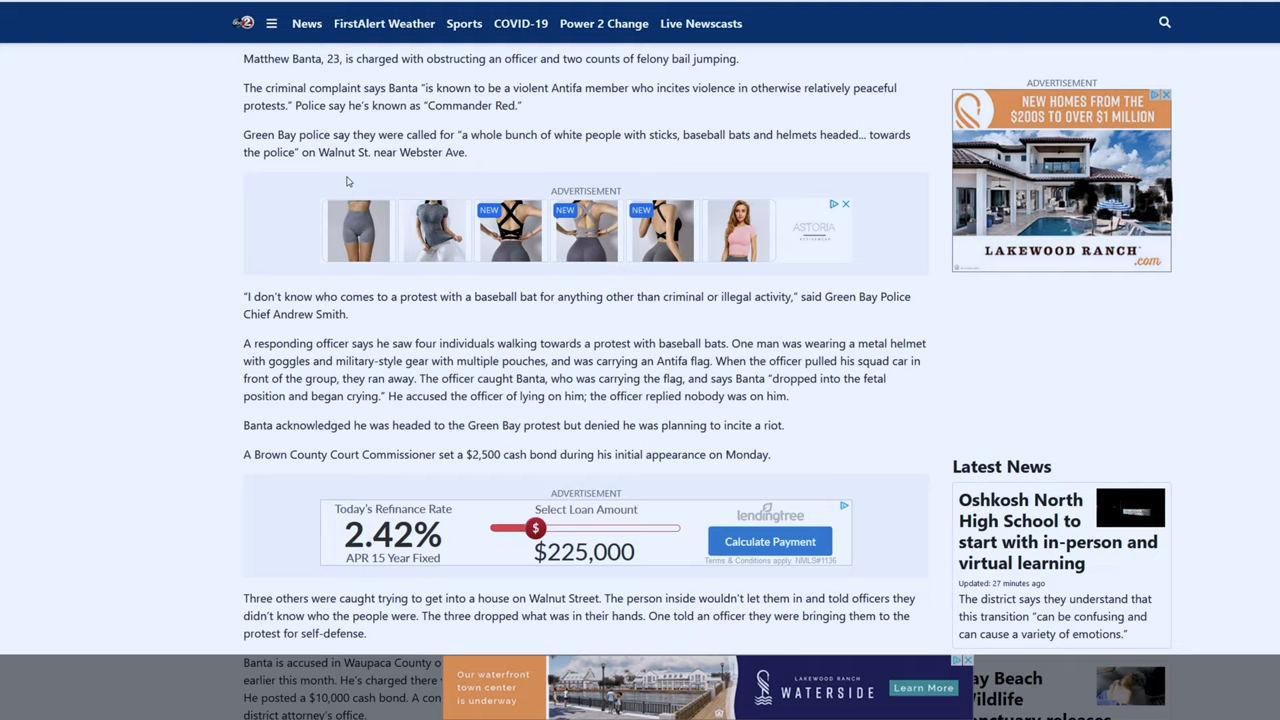 2 News FirstAlert Weather Sports COVID-19 Power 2 Change Live Newscasts
Matthew Banta, 23, is charged with obstructing an officer and two counts of felony bail jumping.
The criminal complaint says Banta “is known to be a violent Antifa member who incites violence in otherwise relatively peaceful
protests.” Police say he’s known as “Commander Red.”
Green Bay police say they were called for “a whole bunch of white people with sticks, baseball bats and helmets headed... towards
the police” on Walnut St. near Webster Ave.
ADVERTISEMENT
NEW NEW NEW
ASTORIA
ACTIVEWEAR
“I don’t know who comes to a protest with a baseball bat for anything other than criminal or illegal activity,” said Green Bay Police
Chief Andrew Smith.
A responding officer says he saw four individuals walking towards a protest with baseball bats. One man was wearing a metal helmet
with goggles and military-style gear with multiple pouches, and was carrying an Antifa flag. When the officer pulled his squad car in
front of the group, they ran away. The officer caught Banta, who was carrying the flag, and says Banta “dropped into the fetal
position and began crying.” He accused the officer of lying on him; the officer replied nobody was on him.
Banta acknowledged he was headed to the Green Bay protest but denied he was planning to incite a riot.
A Brown County Court Commissioner set a $2,500 cash bond during his initial appearance on Monday.
ADVERTISEMENT
Today’s Refinance Rate
2.42%
APR 15 Year Fixed
Select Loan Amount
$
$225,000
lendingtree
Calculate Payment
Terms & Conditions apply. NMLS#1136
Three others were caught trying to get into a house on Walnut Street. The person inside wouldn’t let them in and told officers they
didn’t know who the people were. The three dropped what was in their hands. One told an officer they were bringing them to the
protest for self-defense.
Banta is accused in Waupaca County o
earlier this month. He’s charged there
He posted a $10,000 cash bond. A con
district attorney’s office.
ADVERTISEMENT
NEW HOMES FROM THE
$200S TO OVER $1 MILLION
LAKEWOOD RANCH
.com
Latest News
Oshkosh North
High School to
start with in-person and
virtual learning
Updated: 27 minutes ago
The district says they understand that
this transition “can be confusing and
can cause a variety of emotions.”
ay Beach
Wildlife
Sanctuary releases
Our waterfront
town center
is underway
LAKEWOOD RANCH
WATERSIDE
Learn More